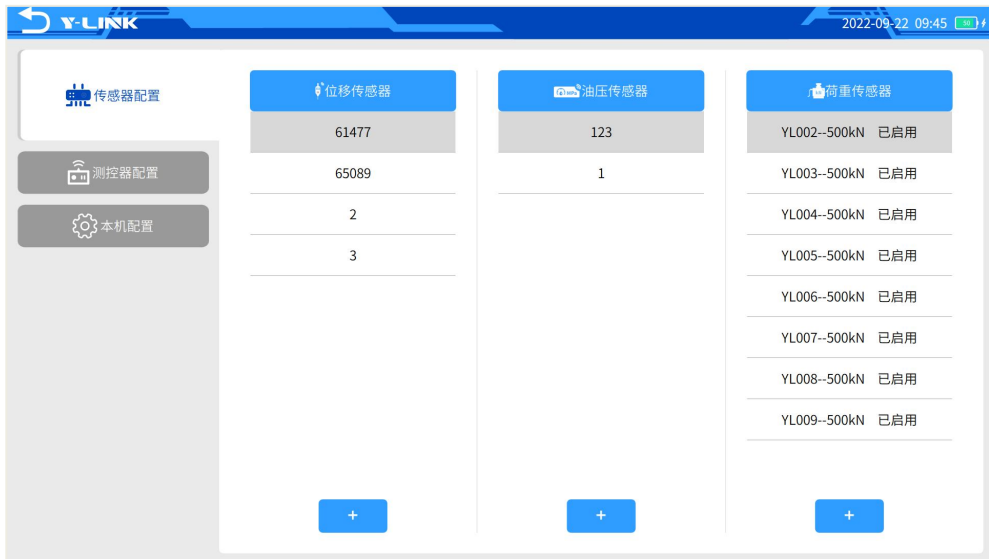 Y-LINK
2022-09-22 09:45 50
传感器配置
测控器配置
本机配置
位移传感器
61477
65089
2
3
+
油压传感器
123
1
+
荷重传感器
YL002--500kN 已启用
YL003--500kN 已启用
YL004--500kN 已启用
YL005--500kN 已启用
YL006--500kN 已启用
YL007--500kN 已启用
YL008--500kN 已启用
YL009--500kN 已启用
+